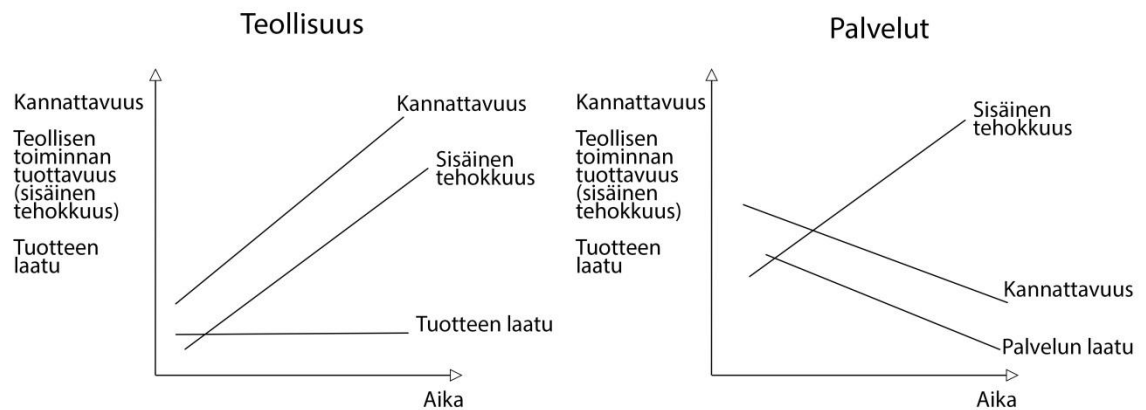 Teollisuus
Kannattavuus
Teollisen
toiminnan
tuottavuus
(sisäinen
tehokkuus)
Tuotteen
laatu
Kannattavuus
Sisäinen
tehokkuus
Tuotteen laatu
Aika
Palvelut
Kannattavuus
Teollisen
toiminnan
tuottavuus
(sisäinen
tehokkuus)
Tuotteen
laatu
Sisäinen
tehokkuus
Kannattavuus
Palvelun laatu
Aika